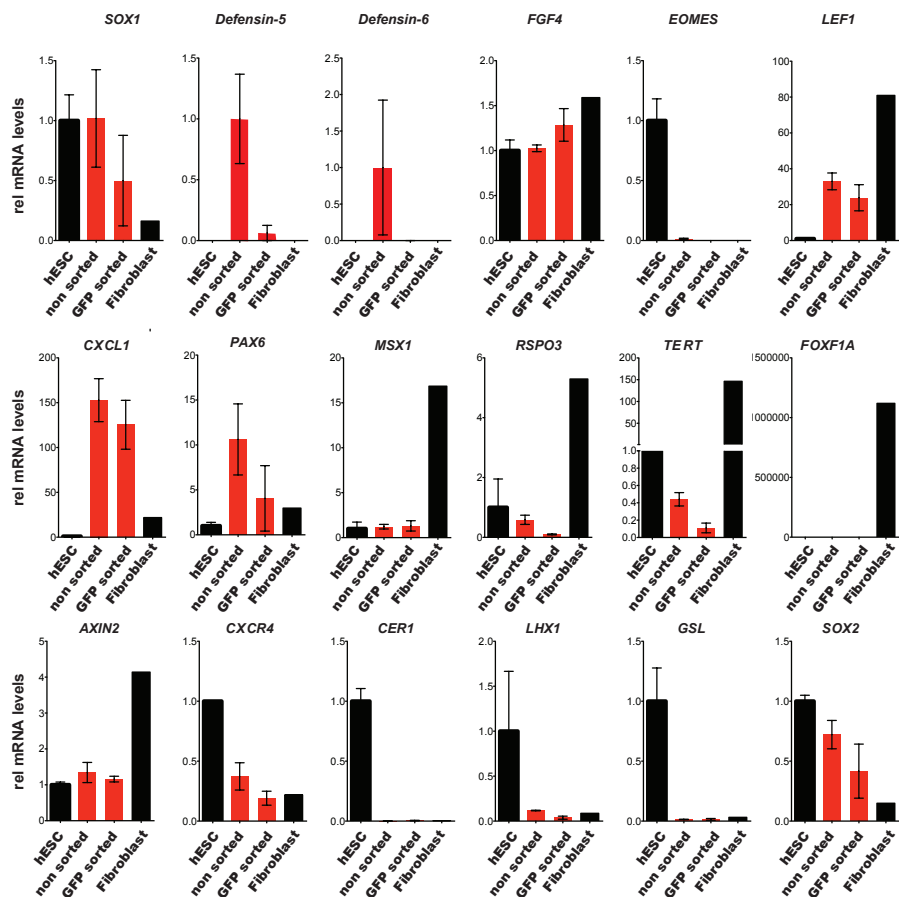 SOX1 Defensin-5 Defensin-6 FGF4 EOMES LEF1
rel mRNA levels
1.5 1.5 2.5 2.0 1.5 100
2.0 80
1.0 1.0 1.5 1.5 1.0 60
1.0 1.0 40
0.5 0.5 0.5 0.5 0.5 20
0.0 0.0 0.0 0.0 0.0 0
hESC non sorted GFP sorted Fibroblast hESC non sorted GFP sorted Fibroblast hESC non sorted GFP sorted Fibroblast hESC non sorted GFP sorted Fibroblast hESC non sorted GFP sorted Fibroblast hESC non sorted GFP sorted Fibroblast
CXCL1 PAX6 MSX1 RSPO3 TERT FOXF1A
rel mRNA levels
200 20 20 6 200 1500000
150 15 15 4 150 1000000
100 10 10 2 100 500000
50 5 5 0 50 0
0 0 0 1.0
0.8
0.6
0.4
0.2
0.0
hESC non sorted GFP sorted Fibroblast hESC non sorted GFP sorted Fibroblast hESC non sorted GFP sorted Fibroblast hESC non sorted GFP sorted Fibroblast hESC non sorted GFP sorted Fibroblast hESC non sorted GFP sorted Fibroblast
AXIN2 CXCR4 CER1 LHX1 GSL SOX2
rel mRNA levels
5 1.5 1.5 2.0 1.5 1.5
4 1.0 1.0 1.5 1.0 1.0
3 0.5 0.5 1.0 0.5 0.5
2 0.0 0.0 0.5 0.0 0.0
1 0.0
0
hESC non sorted GFP sorted Fibroblast hESC non sorted GFP sorted Fibroblast hESC non sorted GFP sorted Fibroblast hESC non sorted GFP sorted Fibroblast hESC non sorted GFP sorted Fibroblast hESC non sorted GFP sorted Fibroblast